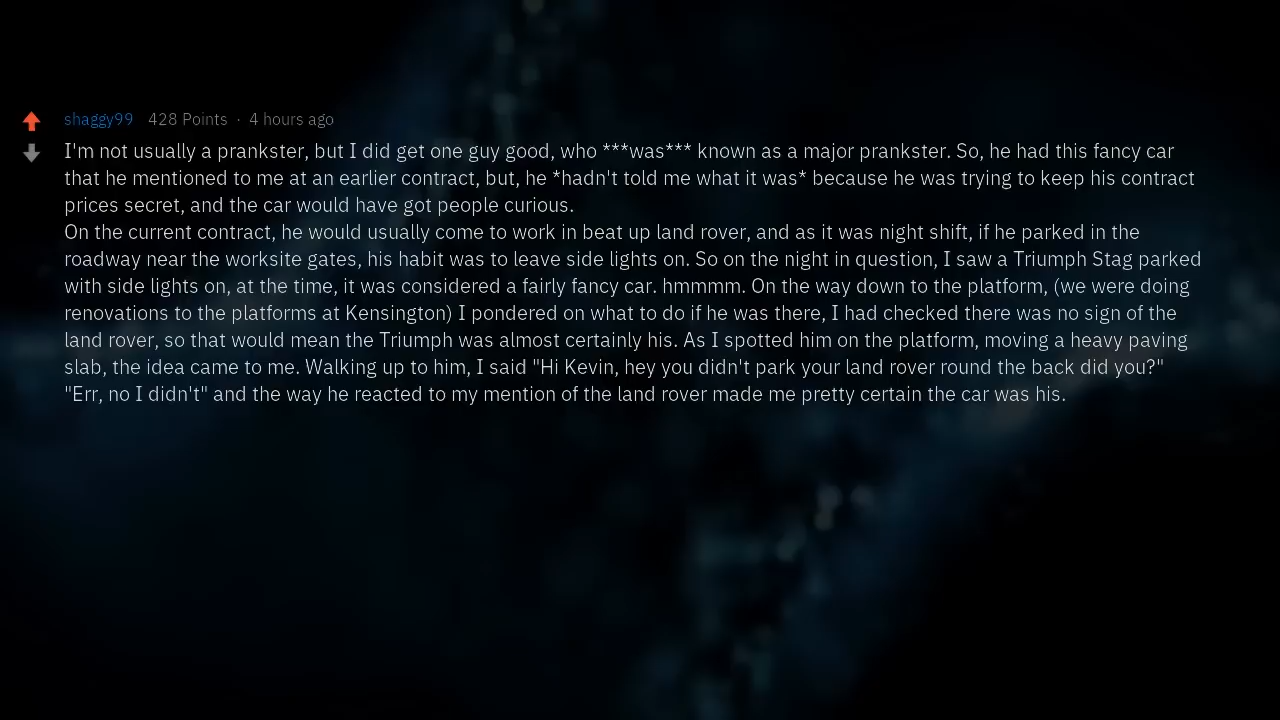 shaggy99 428 Points · 4 hours ago
I'm not usually a prankster, but I did get one guy good, who ***was*** known as a major prankster. So, he had this fancy car
that he mentioned to me at an earlier contract, but, he *hadn't told me what it was* because he was trying to keep his contract
prices secret, and the car would have got people curious.
On the current contract, he would usually come to work in beat up land rover, and as it was night shift, if he parked in the
roadway near the worksite gates, his habit was to leave side lights on. So on the night in question, I saw a Triumph Stag parked
with side lights on, at the time, it was considered a fairly fancy car. hmmmm. On the way down to the platform, (we were doing
renovations to the platforms at Kensington) I pondered on what to do if he was there, I had checked there was no sign of the
land rover, so that would mean the Triumph was almost certainly his. As I spotted him on the platform, moving a heavy paving
slab, the idea came to me. Walking up to him, I said "Hi Kevin, hey you didn't park your land rover round the back did you?"
"Err, no I didn't" and the way he reacted to my mention of the land rover made me pretty certain the car was his.